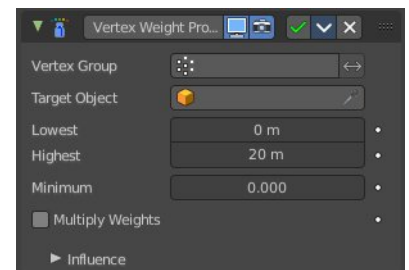 Vertex Weight Pro...
Vertex Group
Target Object
Lowest 0 m
Highest 20 m
Minimum 0.000
Multiply Weights
Influence